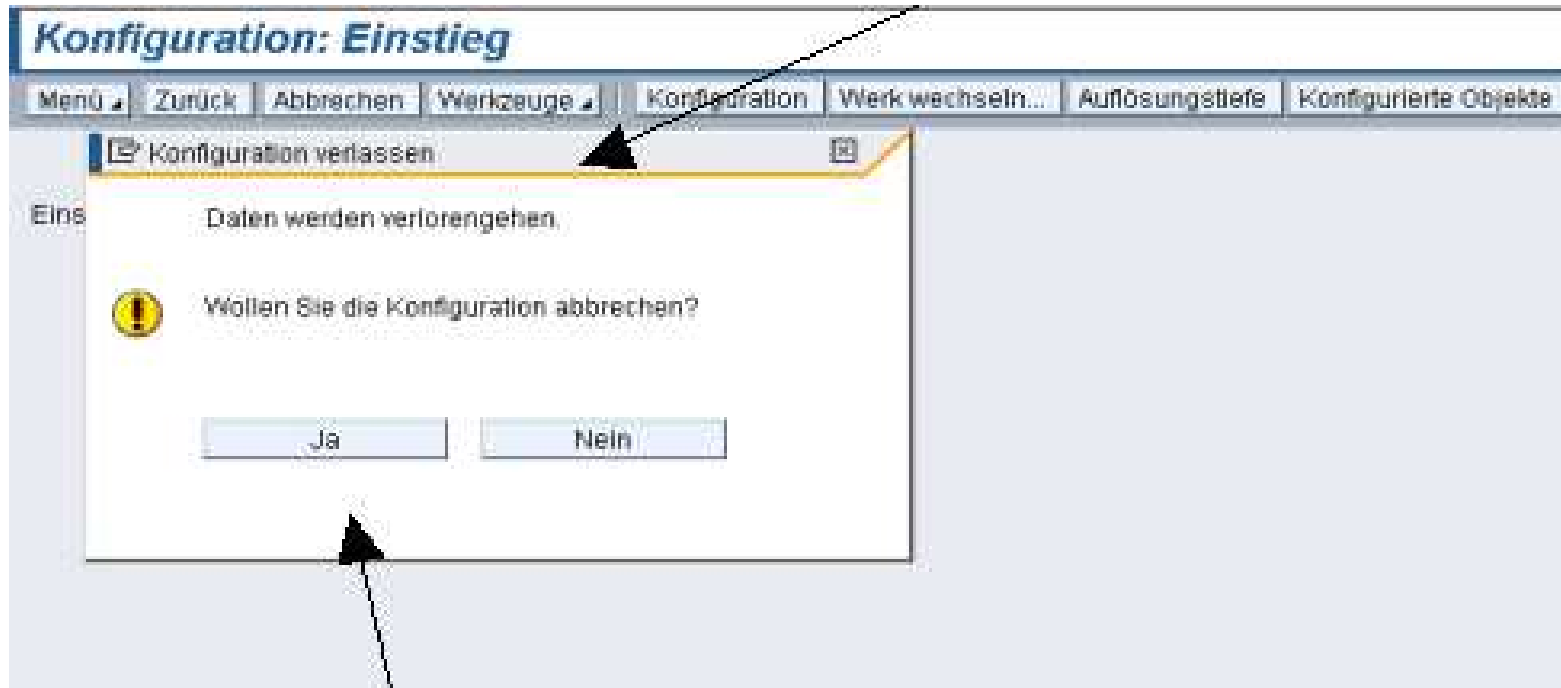 Konfiguration: Einstieg
Menü Zurück Abbrechen Werkzeuge Konfiguration Werk wechseln... Auflösungstiefe Konfigurierte Objekte
Konfiguration verlassen
Eins
Daten werden verlorengehen.
Wollen Sie die Konfiguration abbrechen?
Ja Nein